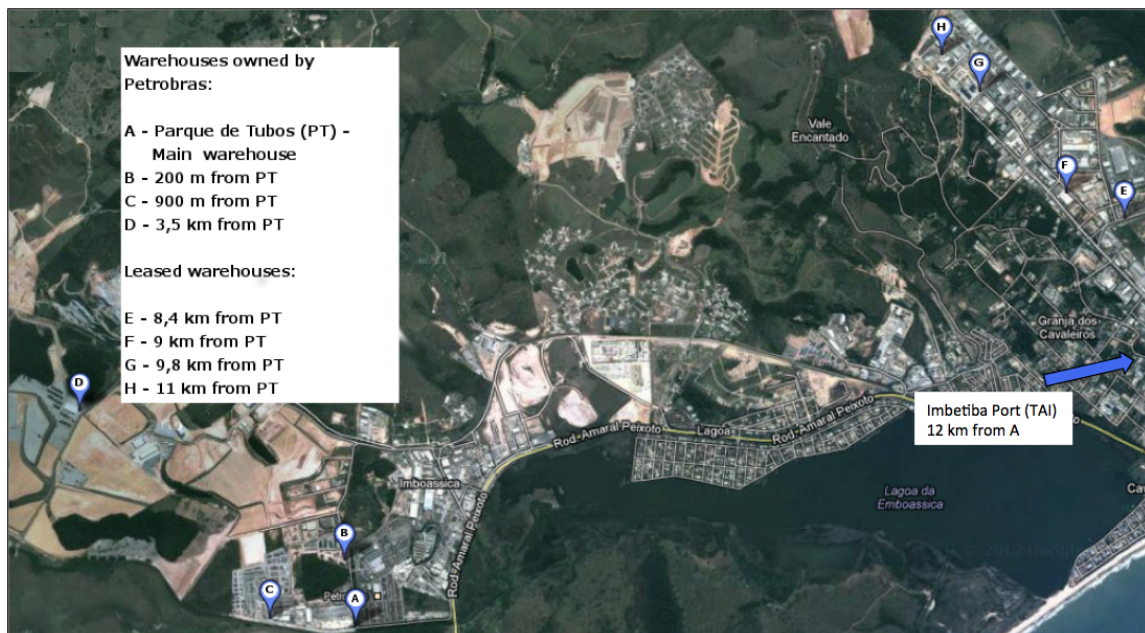 Warehouses owned by
Petrobras:
A - Parque de Tubos (PT) -
Main warehouse
B - 200 m from PT
C - 900 m from PT
D - 3,5 km from PT
Leased warehouses:
E - 8,4 km from PT
F - 9 km from PT
G - 9,8 km from PT
H - 11 km from PT
H
G
Vale
Encantado
F
E
Granja dos
Cavaleiros
D
Imbetiba Port (TAI)
12 km from A
Rod. Amaral Peixoto
Lagoa
Rod. Amaral Peixoto
Imboassica
Rod. Amaral Peixoto
Lagoa da
Emboassica
B
C
A